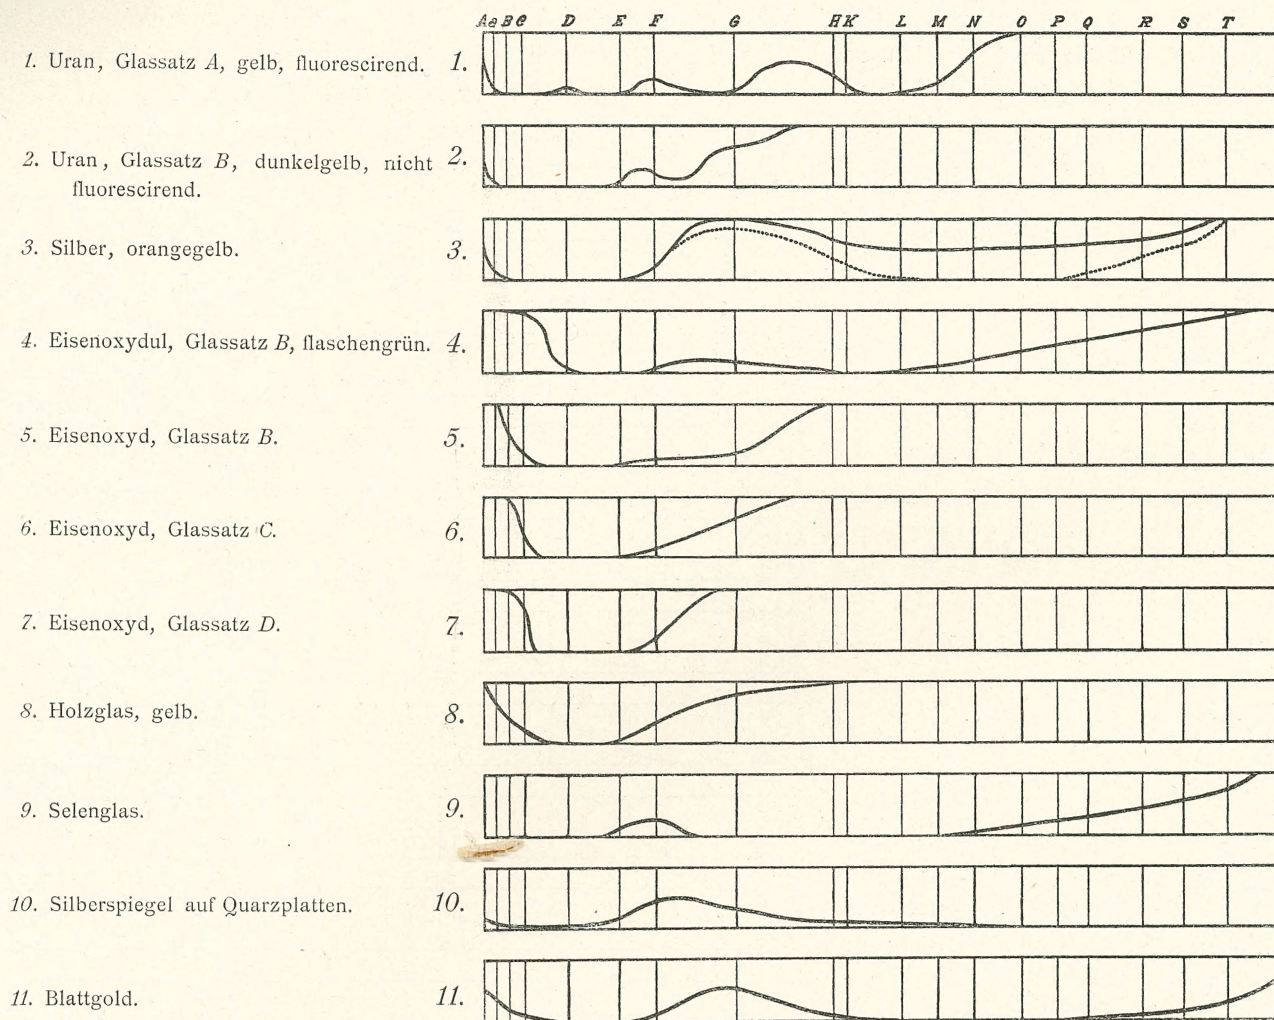 A a B C D E F G H K L M N O P Q R S T
1. Uran, Glassatz A, gelb, fluorescirend. 1.
2. Uran, Glassatz B, dunkelgelb, nicht 2.
fluorescirend.
3. Silber, orangegelb. 3.
4. Eisenoxydul, Glassatz B, flaschengrün. 4.
5. Eisenoxyd, Glassatz B. 5.
6. Eisenoxyd, Glassatz C. 6.
7. Eisenoxyd, Glassatz D. 7.
8. Holzglas, gelb. 8.
9. Selenglas. 9.
10. Silberspiegel auf Quarzplatten. 10.
11. Blattgold. 11.